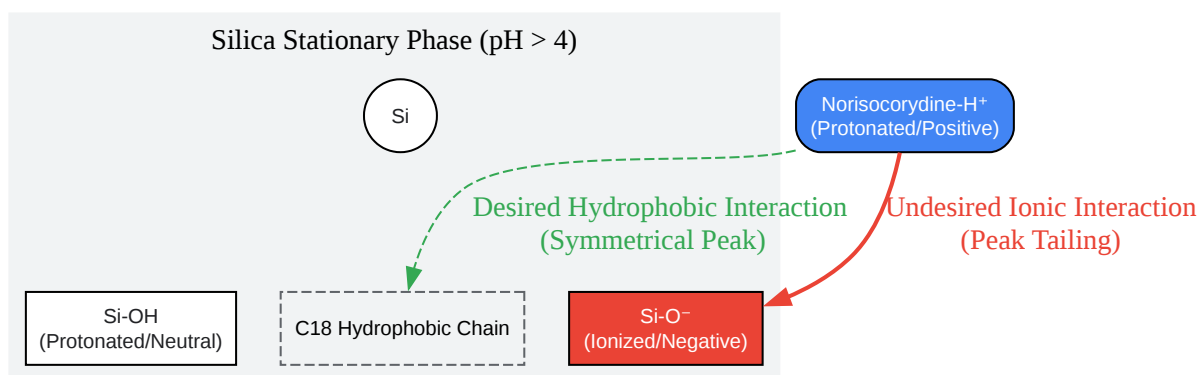 Silica Stationary Phase (pH > 4)
Si
Norisocorydine-H⁺
(Protonated/Positive)
Desired Hydrophobic Interaction
(Symmetrical Peak)
Undesired Ionic Interaction
(Peak Tailing)
Si-OH
(Protonated/Neutral)
C18 Hydrophobic Chain
Si-O⁻
(Ionized/Negative)